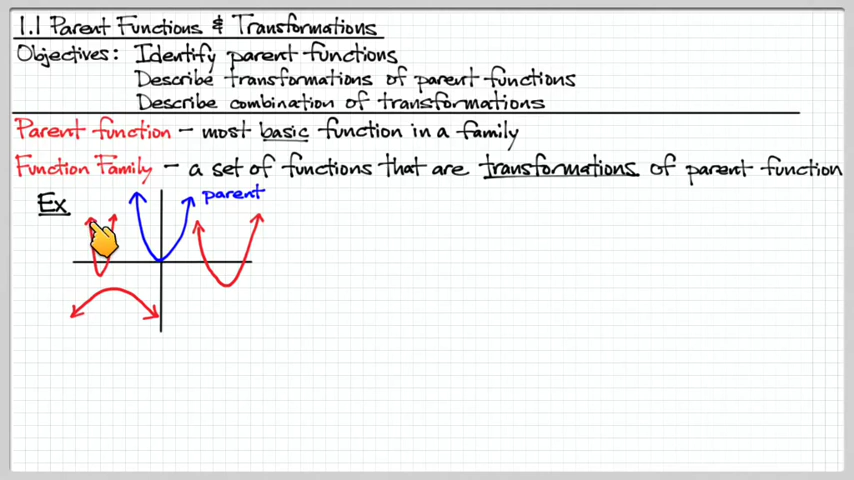 1.1 Parent Functions & Transformations
Objectives: Identify parent functions
Describe transformations of parent functions
Describe combination of transformations
Parent function – most basic function in a family
Function Family – a set of functions that are transformations of parent function
Ex
parent